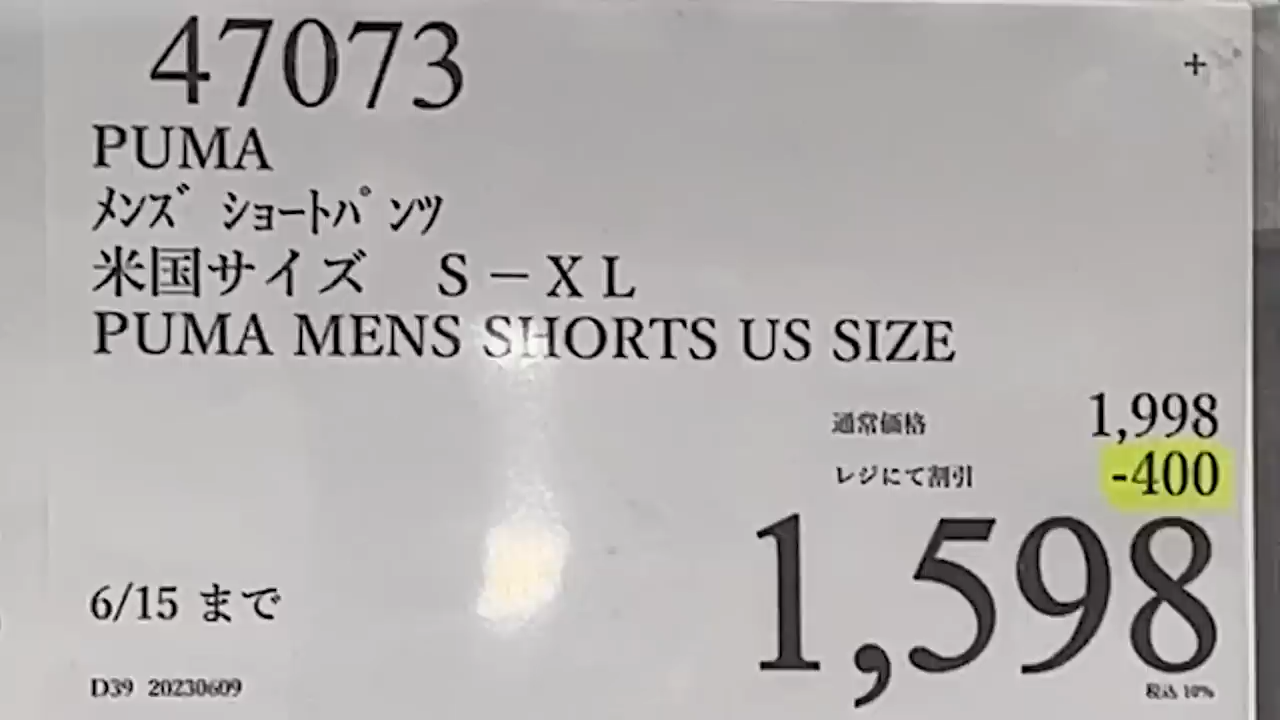 47073
+
PUMA
ﾒﾝｽﾞ ｼｮｰﾄﾊﾟﾝﾂ
米国サイズ　Ｓ－ＸＬ
PUMA MENS SHORTS US SIZE
通常価格 1,998
レジにて割引 -400
1,598
税込 10%
6/15 まで
D39 20230609